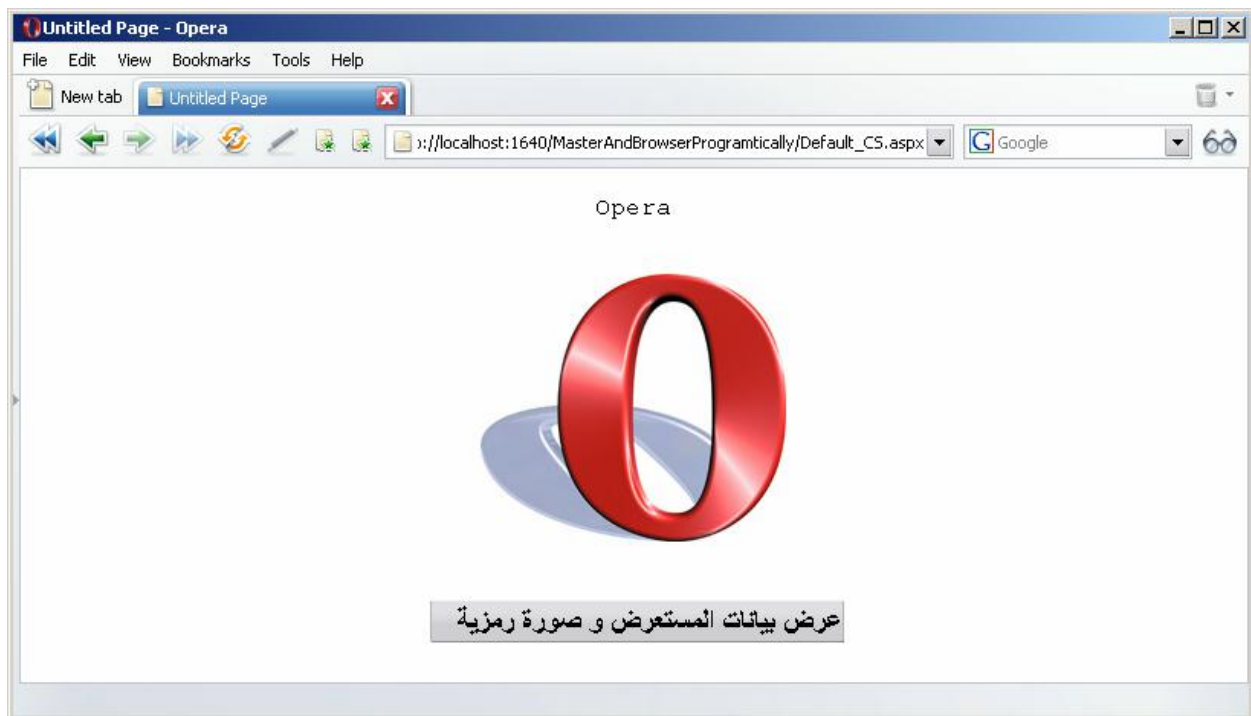 Untitled Page - Opera
File Edit View Bookmarks Tools Help
New tab Untitled Page
://localhost:1640/MasterAndBrowserProgramtically/Default_CS.aspx Google
Opera
عرض بيانات المستعرض و صورة رمزية